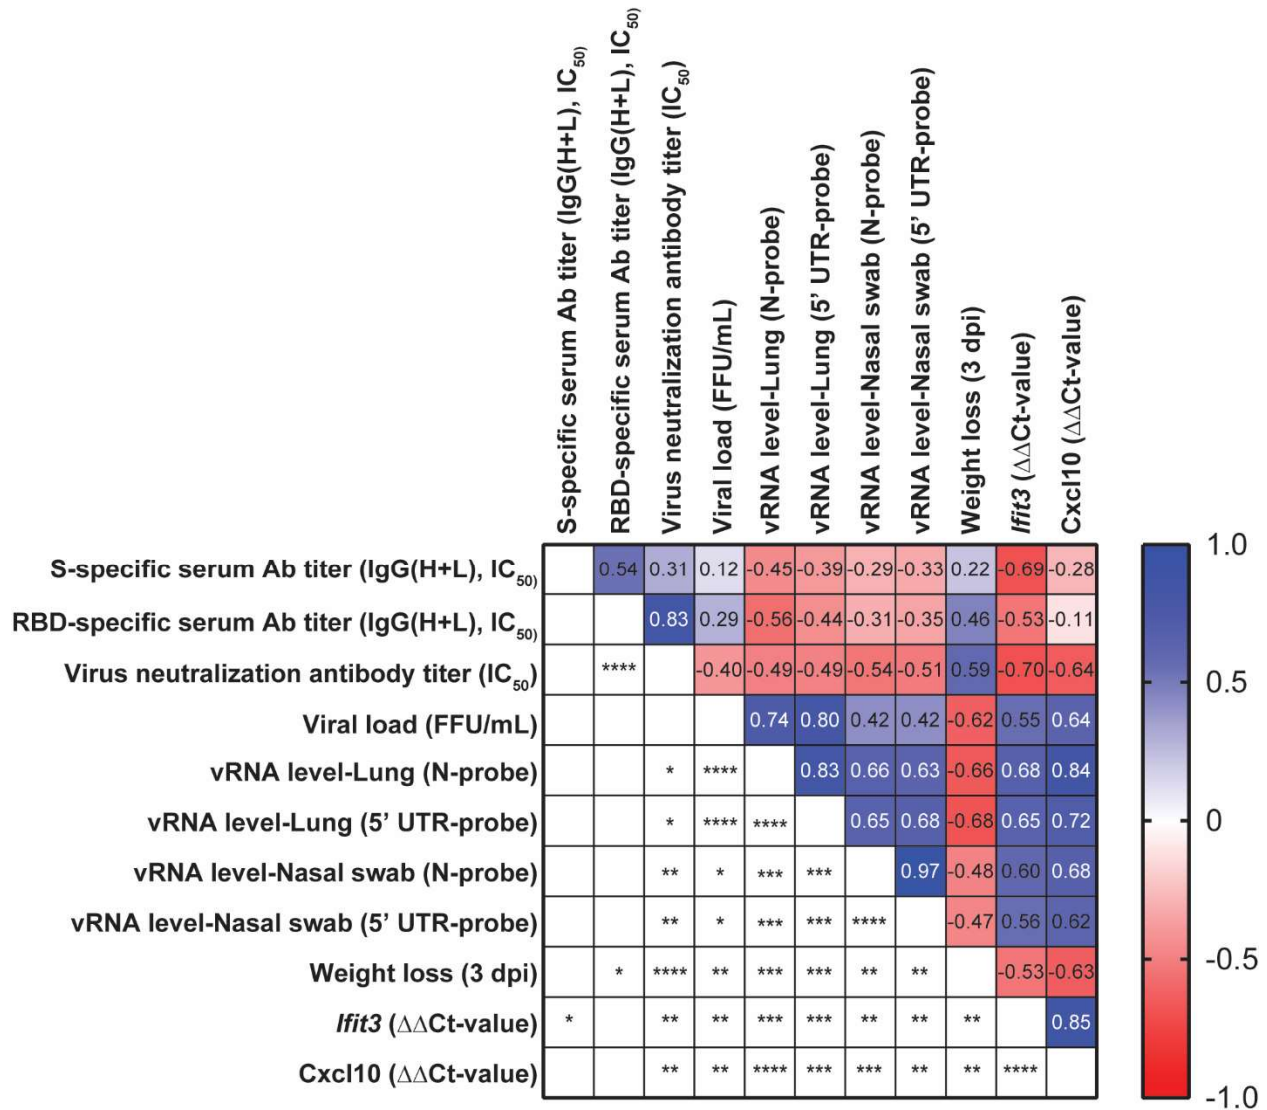 S-specific serum Ab titer (IgG(H+L), IC50)
RBD-specific serum Ab titer (IgG(H+L), IC50)
Virus neutralization antibody titer (IC50)
Viral load (FFU/mL)
vRNA level-Lung (N-probe)
vRNA level-Lung (5' UTR-probe)
vRNA level-Nasal swab (N-probe)
vRNA level-Nasal swab (5' UTR-probe)
Weight loss (3 dpi)
Ifit3 (ΔΔCt-value)
Cxcl10 (ΔΔCt-value)
S-specific serum Ab titer (IgG(H+L), IC50) 0.54 0.31 0.12 -0.45 -0.39 -0.29 -0.33 0.22 -0.69 -0.28
RBD-specific serum Ab titer (IgG(H+L), IC50) 0.83 0.29 -0.56 -0.44 -0.31 -0.35 0.46 -0.53 -0.11
Virus neutralization antibody titer (IC50) **** -0.40 -0.49 -0.49 -0.54 -0.51 0.59 -0.70 -0.64
Viral load (FFU/mL) 0.74 0.80 0.42 0.42 -0.62 0.55 0.64
vRNA level-Lung (N-probe) * **** 0.83 0.66 0.63 -0.66 0.68 0.84
vRNA level-Lung (5' UTR-probe) * **** **** 0.65 0.68 -0.68 0.65 0.72
vRNA level-Nasal swab (N-probe) ** * *** *** 0.97 -0.48 0.60 0.68
vRNA level-Nasal swab (5' UTR-probe) ** * *** *** **** -0.47 0.56 0.62
Weight loss (3 dpi) * **** ** *** *** ** ** -0.53 -0.63
Ifit3 (ΔΔCt-value) * ** ** *** *** ** ** ** 0.85
Cxcl10 (ΔΔCt-value) ** ** **** *** *** ** ** ****
1.0
0.5
0
-0.5
-1.0